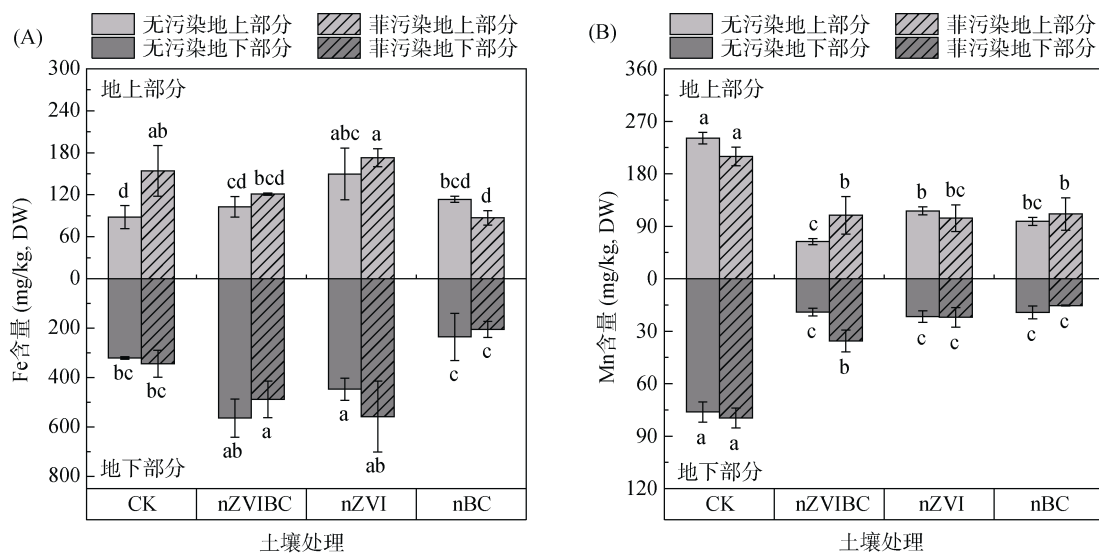 (A)
无污染地上部分 非污染地上部分
无污染地下部分 非污染地下部分
Fe含量 (mg/kg, DW)
300
240
180
120
60
0
200
400
600
800
地上部分
d ab cd bcd abc a bcd d
bc bc ab a a ab c c
地下部分
CK nZVIBC nZVI nBC
土壤处理
(B)
无污染地上部分 非污染地上部分
无污染地下部分 非污染地下部分
Mn含量 (mg/kg, DW)
360
270
180
90
0
30
60
90
120
地上部分
a a c b b bc bc b
a a c b c c c c
地下部分
CK nZVIBC nZVI nBC
土壤处理